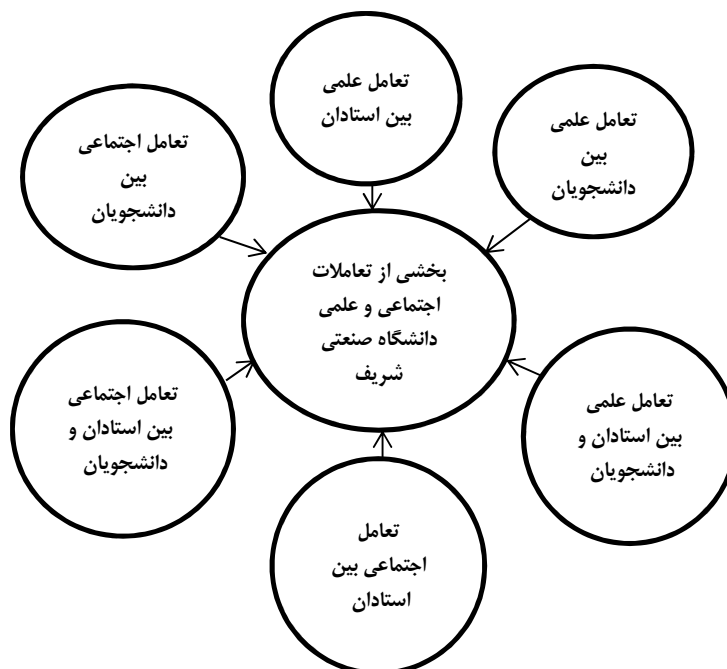 تعامل علمی
بین استادان
تعامل علمی
بین
دانشجویان
تعامل اجتماعی
بین
دانشجویان
بخشی از تعاملات
اجتماعی و علمی
دانشگاه صنعتی
شریف
تعامل علمی
بین استادان و
دانشجویان
تعامل اجتماعی
بین استادان و
دانشجویان
تعامل
اجتماعی بین
استادان